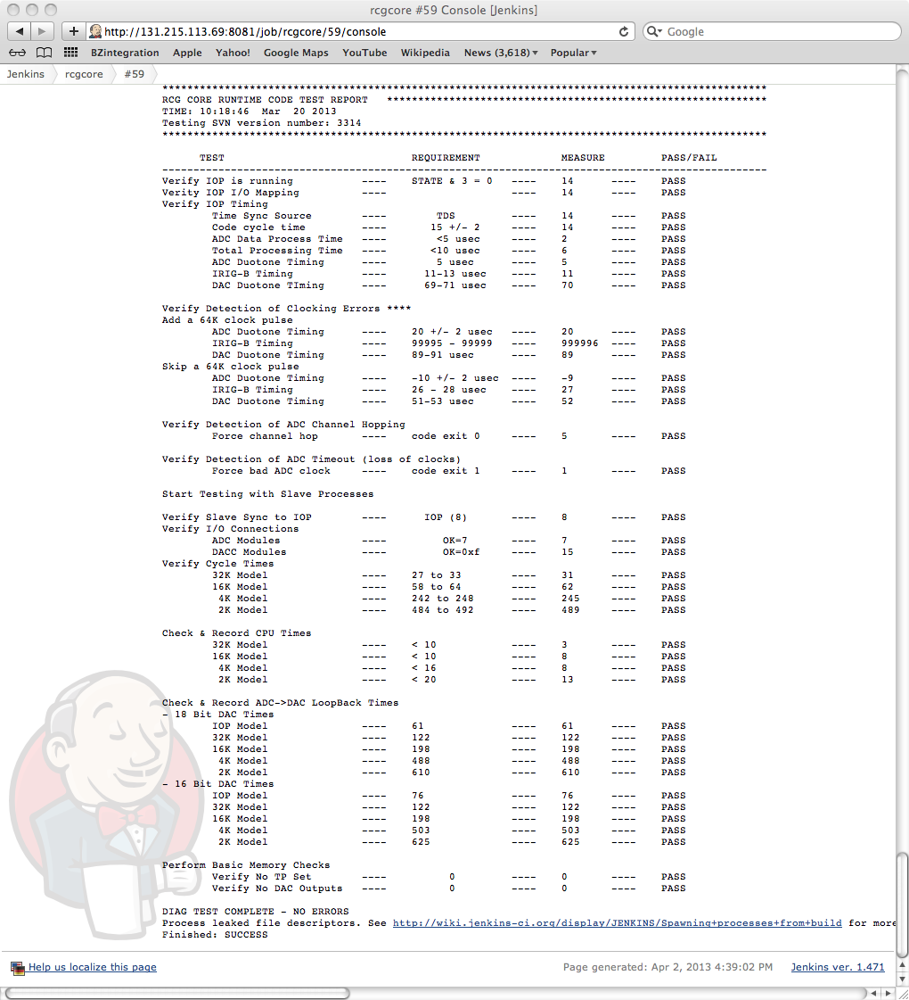 rcgcore #59 Console [Jenkins]
http://131.215.113.69:8081/job/rcgcore/59/console
Google
BZintegration Apple Yahoo! Google Maps YouTube Wikipedia News (3,618) Popular
Jenkins rcgcore #59
*************************************************************************************************
RCG CORE RUNTIME CODE TEST REPORT *************************************************************
TIME: 10:18:46 Mar 20 2013
Testing SVN version number: 3314
*************************************************************************************************
TEST REQUIREMENT MEASURE PASS/FAIL
-------------------------------------------------------------------------------------------------
Verify IOP is running ---- STATE & 3 = 0 ---- 14 ---- PASS
Verity IOP I/O Mapping ---- 14 ---- PASS
Verify IOP Timing
Time Sync Source ---- TDS ---- 14 ---- PASS
Code cycle time ---- 15 +/- 2 ---- 14 ---- PASS
ADC Data Process Time ---- <5 usec ---- 2 ---- PASS
Total Processing Time ---- <10 usec ---- 6 ---- PASS
ADC Duotone Timing ---- 5 usec ---- 5 ---- PASS
IRIG-B Timing ---- 11-13 usec ---- 11 ---- PASS
DAC Duotone TIming ---- 69-71 usec ---- 70 ---- PASS
Verify Detection of Clocking Errors ****
Add a 64K clock pulse
ADC Duotone Timing ---- 20 +/- 2 usec ---- 20 ---- PASS
IRIG-B Timing ---- 99995 - 99999 ---- 999996 ---- PASS
DAC Duotone Timing ---- 89-91 usec ---- 89 ---- PASS
Skip a 64K clock pulse
ADC Duotone Timing ---- -10 +/- 2 usec ---- -9 ---- PASS
IRIG-B Timing ---- 26 - 28 usec ---- 27 ---- PASS
DAC Duotone Timing ---- 51-53 usec ---- 52 ---- PASS
Verify Detection of ADC Channel Hopping
Force channel hop ---- code exit 0 ---- 5 ---- PASS
Verify Detection of ADC Timeout (loss of clocks)
Force bad ADC clock ---- code exit 1 ---- 1 ---- PASS
Start Testing with Slave Processes
Verify Slave Sync to IOP ---- IOP (8) ---- 8 ---- PASS
Verify I/O Connections
ADC Modules ---- OK=7 ---- 7 ---- PASS
DACC Modules ---- OK=0xf ---- 15 ---- PASS
Verify Cycle Times
32K Model ---- 27 to 33 ---- 31 ---- PASS
16K Model ---- 58 to 64 ---- 62 ---- PASS
4K Model ---- 242 to 248 ---- 245 ---- PASS
2K Model ---- 484 to 492 ---- 489 ---- PASS
Check & Record CPU Times
32K Model ---- < 10 ---- 3 ---- PASS
16K Model ---- < 10 ---- 8 ---- PASS
4K Model ---- < 16 ---- 8 ---- PASS
2K Model ---- < 20 ---- 13 ---- PASS
Check & Record ADC->DAC LoopBack Times
- 18 Bit DAC Times
IOP Model ---- 61 ---- 61 ---- PASS
32K Model ---- 122 ---- 122 ---- PASS
16K Model ---- 198 ---- 198 ---- PASS
4K Model ---- 488 ---- 488 ---- PASS
2K Model ---- 610 ---- 610 ---- PASS
- 16 Bit DAC Times
IOP Model ---- 76 ---- 76 ---- PASS
32K Model ---- 122 ---- 122 ---- PASS
16K Model ---- 198 ---- 198 ---- PASS
4K Model ---- 503 ---- 503 ---- PASS
2K Model ---- 625 ---- 625 ---- PASS
Perform Basic Memory Checks
Verify No TP Set ---- 0 ---- 0 ---- PASS
Verify No DAC Outputs ---- 0 ---- 0 ---- PASS
DIAG TEST COMPLETE - NO ERRORS
Process leaked file descriptors. See http://wiki.jenkins-ci.org/display/JENKINS/Spawning+processes+from+build for more
Finished: SUCCESS
Help us localize this page Page generated: Apr 2, 2013 4:39:02 PM Jenkins ver. 1.471